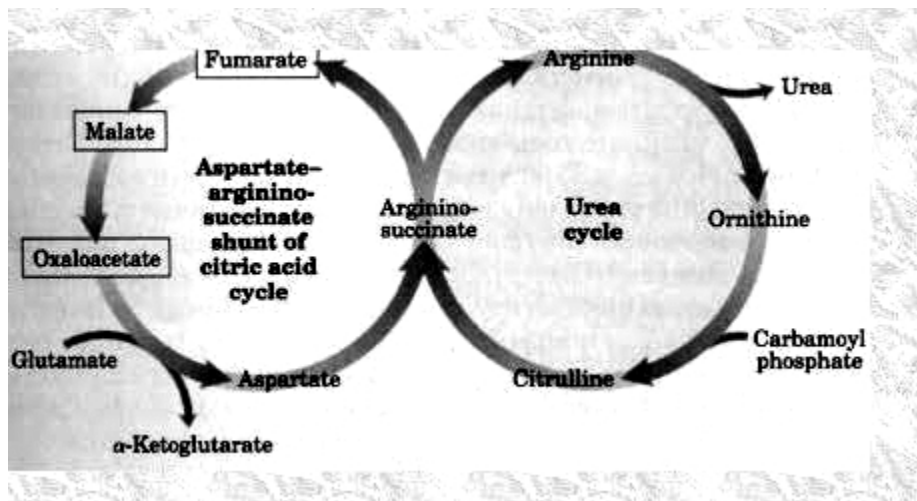 Fumarate
Arginine
Urea
Malate
Aspartate–
arginino-
succinate
shunt of
citric acid
cycle
Arginino-
succinate
Urea
cycle
Ornithine
Oxaloacetate
Glutamate
Carbamoyl
phosphate
Aspartate
Citrulline
α-Ketoglutarate